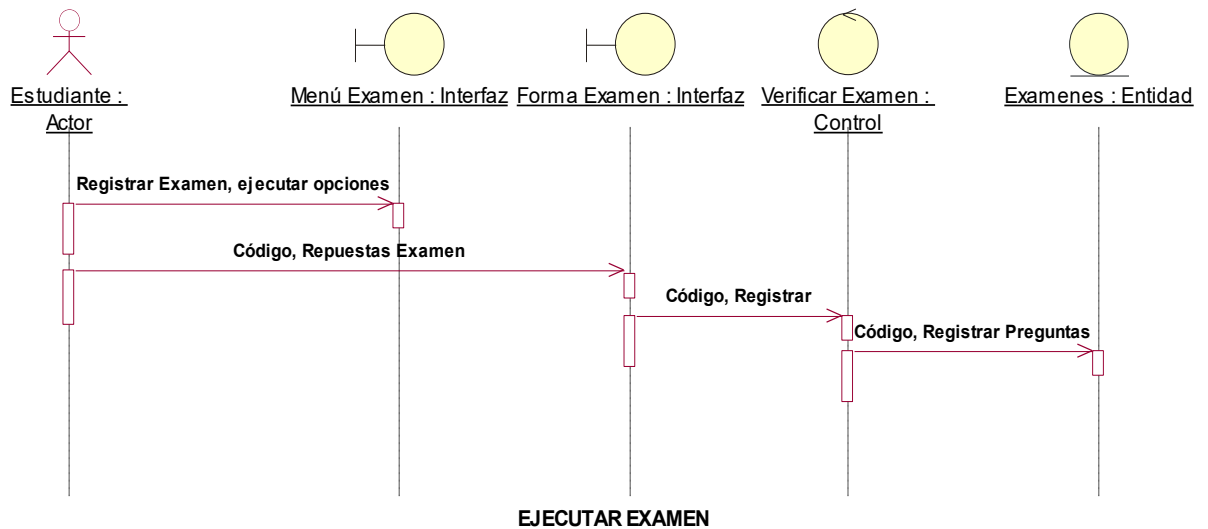 Estudiante :
Actor
Menú Examen : Interfaz
Forma Examen : Interfaz
Verificar Examen :
Control
Examenes : Entidad
Registrar Examen, ejecutar opciones
Código, Repuestas Examen
Código, Registrar
Código, Registrar Preguntas
EJECUTAR EXAMEN